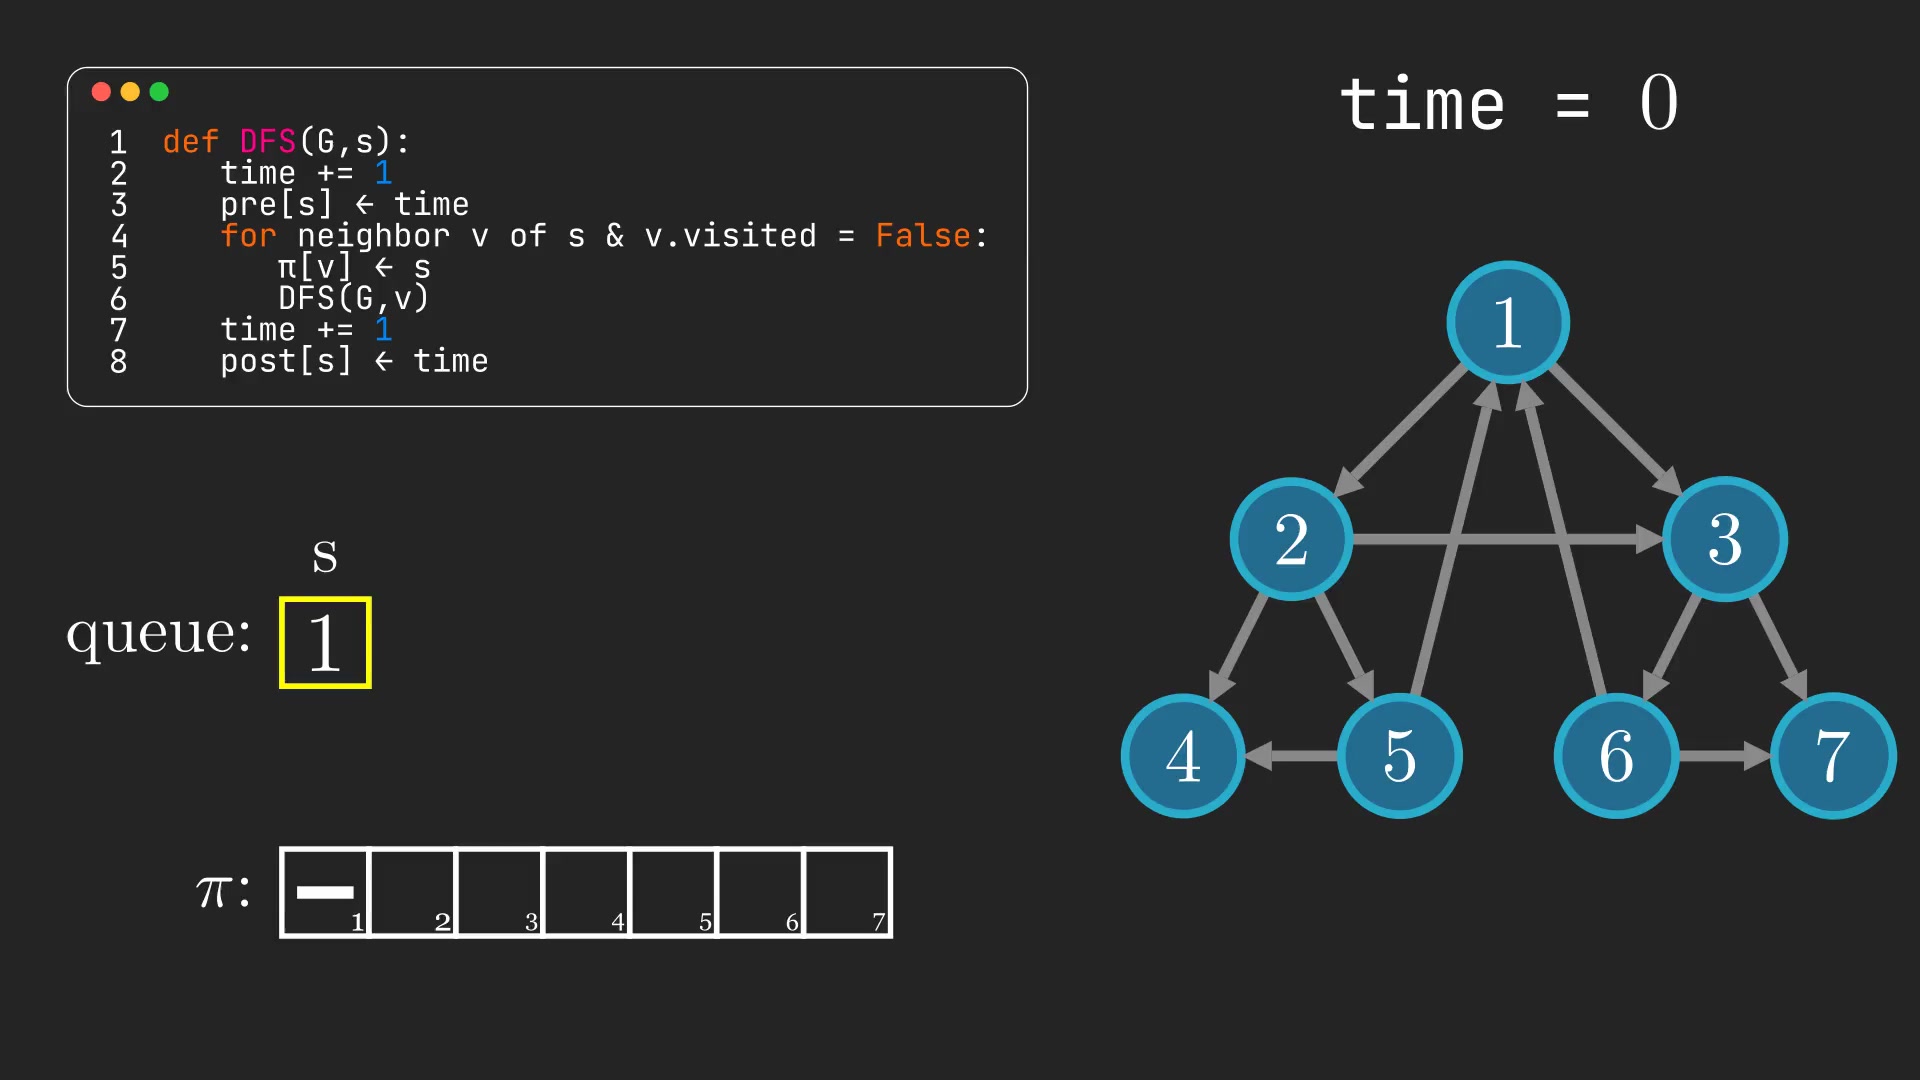 1 def DFS(G,s):
2 time += 1
3 pre[s] ← time
4 for neighbor v of s & v.visited = False:
5 π[v] ← s
6 DFS(G,v)
7 time += 1
8 post[s] ← time
time = 0
s
queue: 1
π: – 1 2 3 4 5 6 7
1
2 3
4 5 6 7